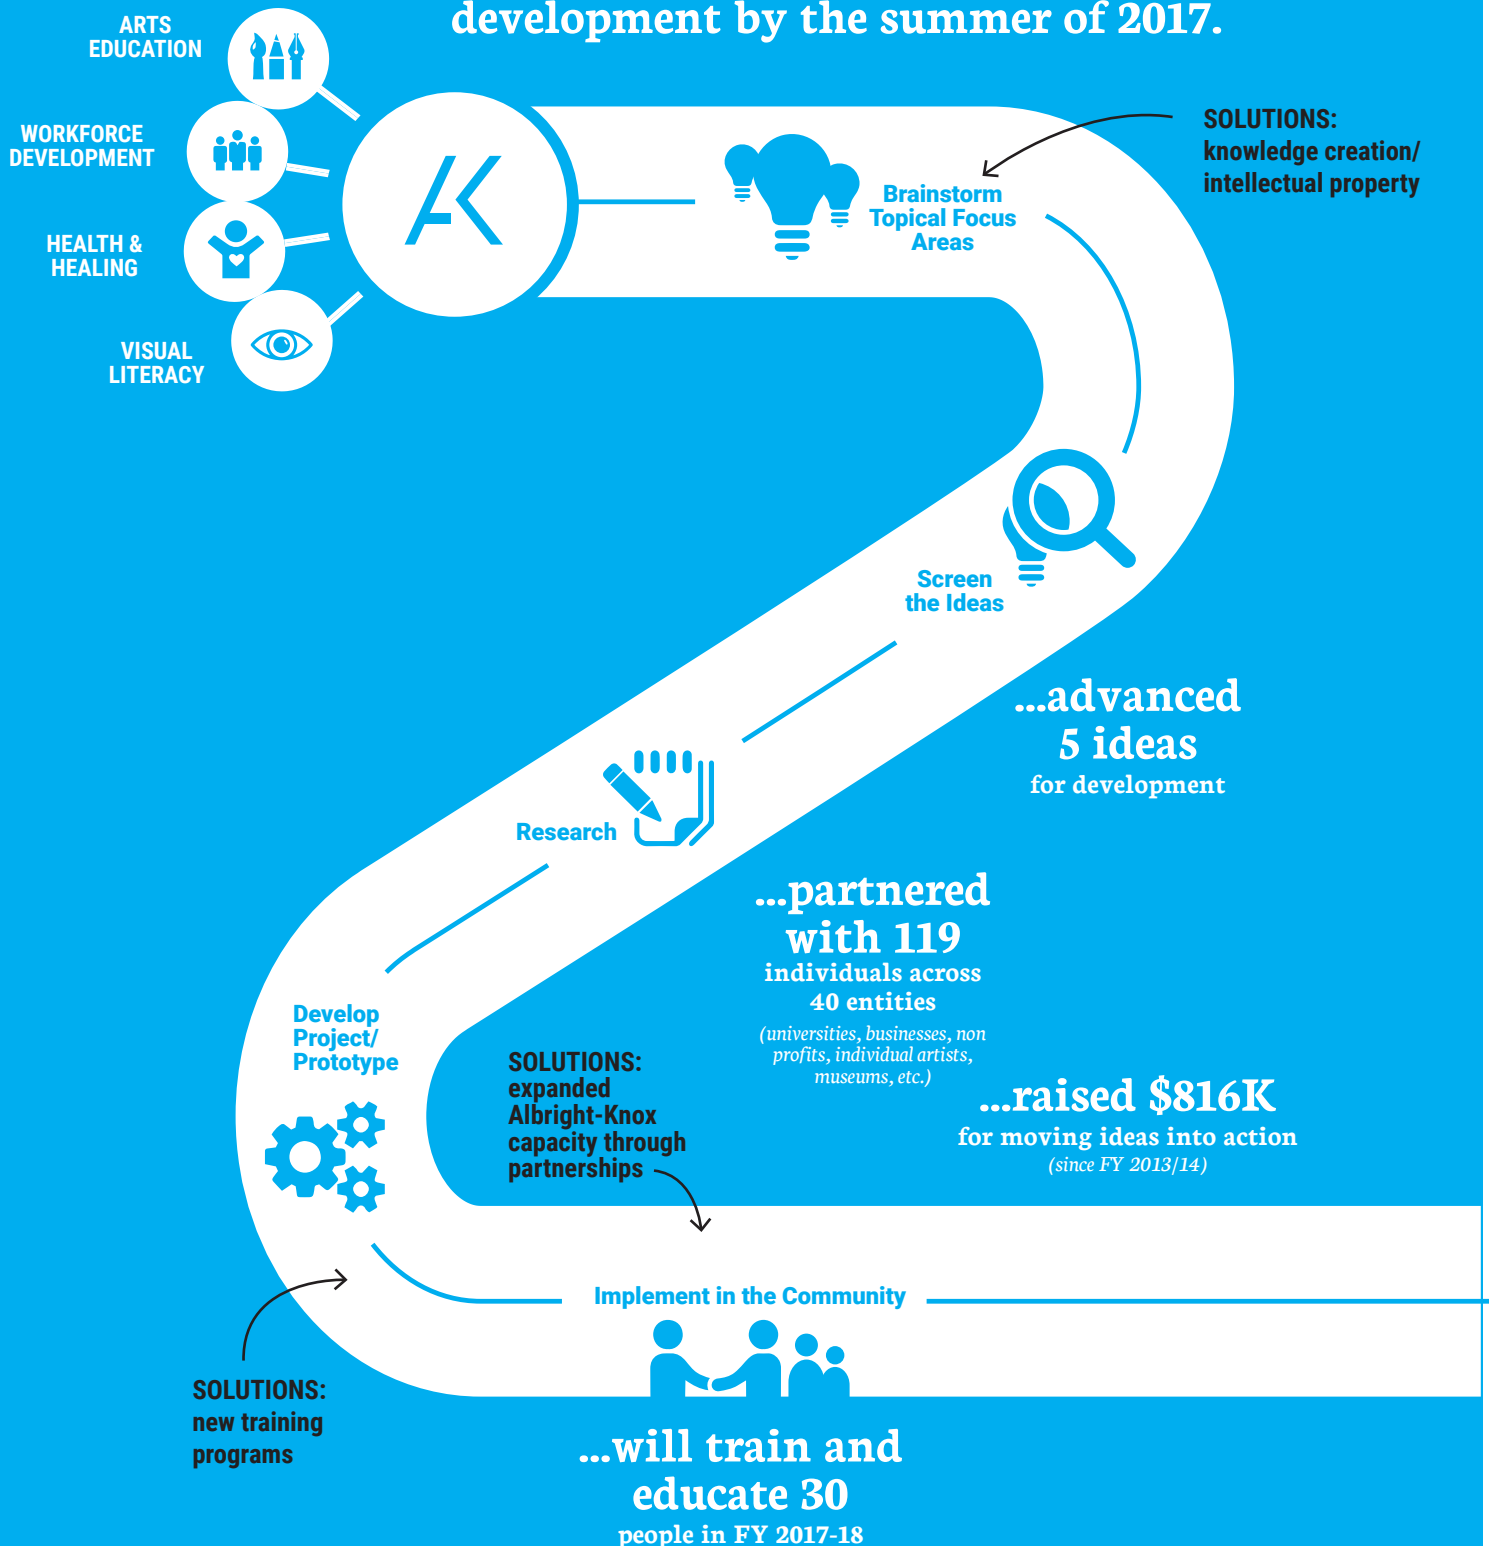 development by the summer of 2017.
ARTS
EDUCATION
WORKFORCE
DEVELOPMENT
HEALTH &
HEALING
VISUAL
LITERACY
AK
Brainstorm
Topical Focus
Areas
SOLUTIONS:
knowledge creation/
intellectual property
Screen
the Ideas
...advanced
5 ideas
for development
Research
...partnered
with 119
individuals across
40 entities
(universities, businesses, non
profits, individual artists,
museums, etc.)
Develop
Project/
Prototype
SOLUTIONS:
expanded
Albright-Knox
capacity through
partnerships
...raised $816K
for moving ideas into action
(since FY 2013/14)
Implement in the Community
SOLUTIONS:
new training
programs
...will train and
educate 30
people in FY 2017-18